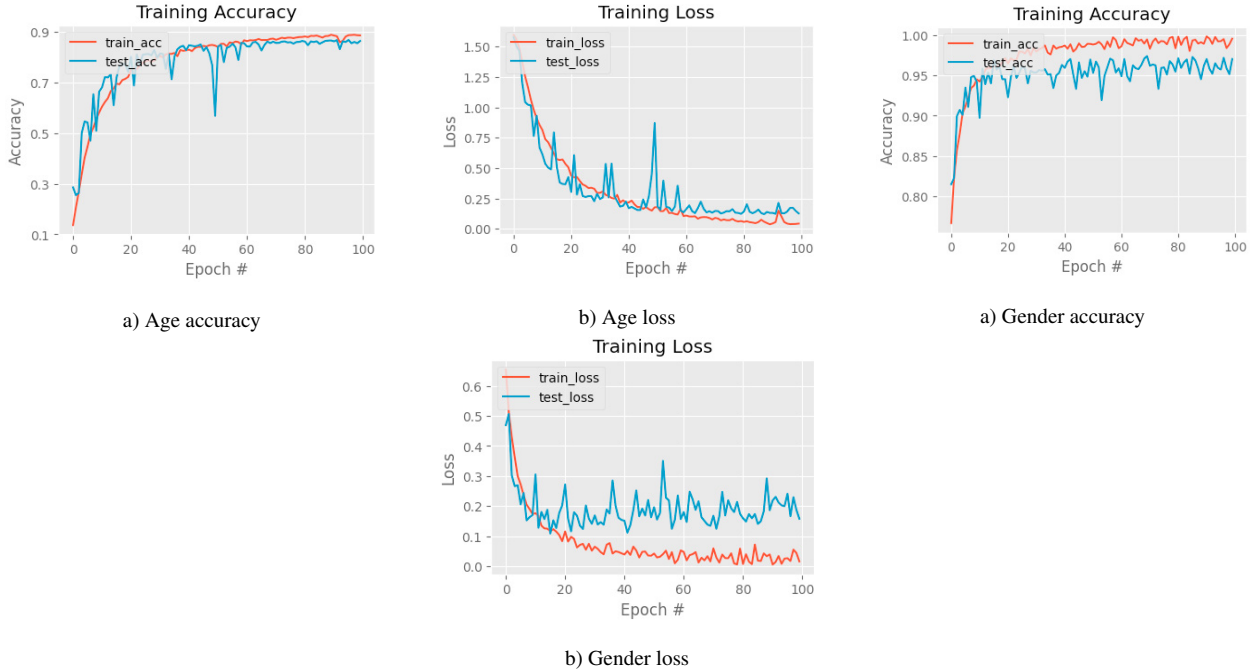 Training Accuracy
0.9
0.7
0.5
0.3
0.1
Accuracy
train_acc
test_acc
0 20 40 60 80 100
Epoch #
a) Age accuracy
Training Loss
1.50
1.25
1.00
0.75
0.50
0.25
0.00
Loss
train_loss
test_loss
0 20 40 60 80 100
Epoch #
b) Age loss
Training Accuracy
1.00
0.95
0.90
0.85
0.80
Accuracy
train_acc
test_acc
0 20 40 60 80 100
Epoch #
a) Gender accuracy
Training Loss
0.6
0.5
0.4
0.3
0.2
0.1
0.0
Loss
train_loss
test_loss
0 20 40 60 80 100
Epoch #
b) Gender loss